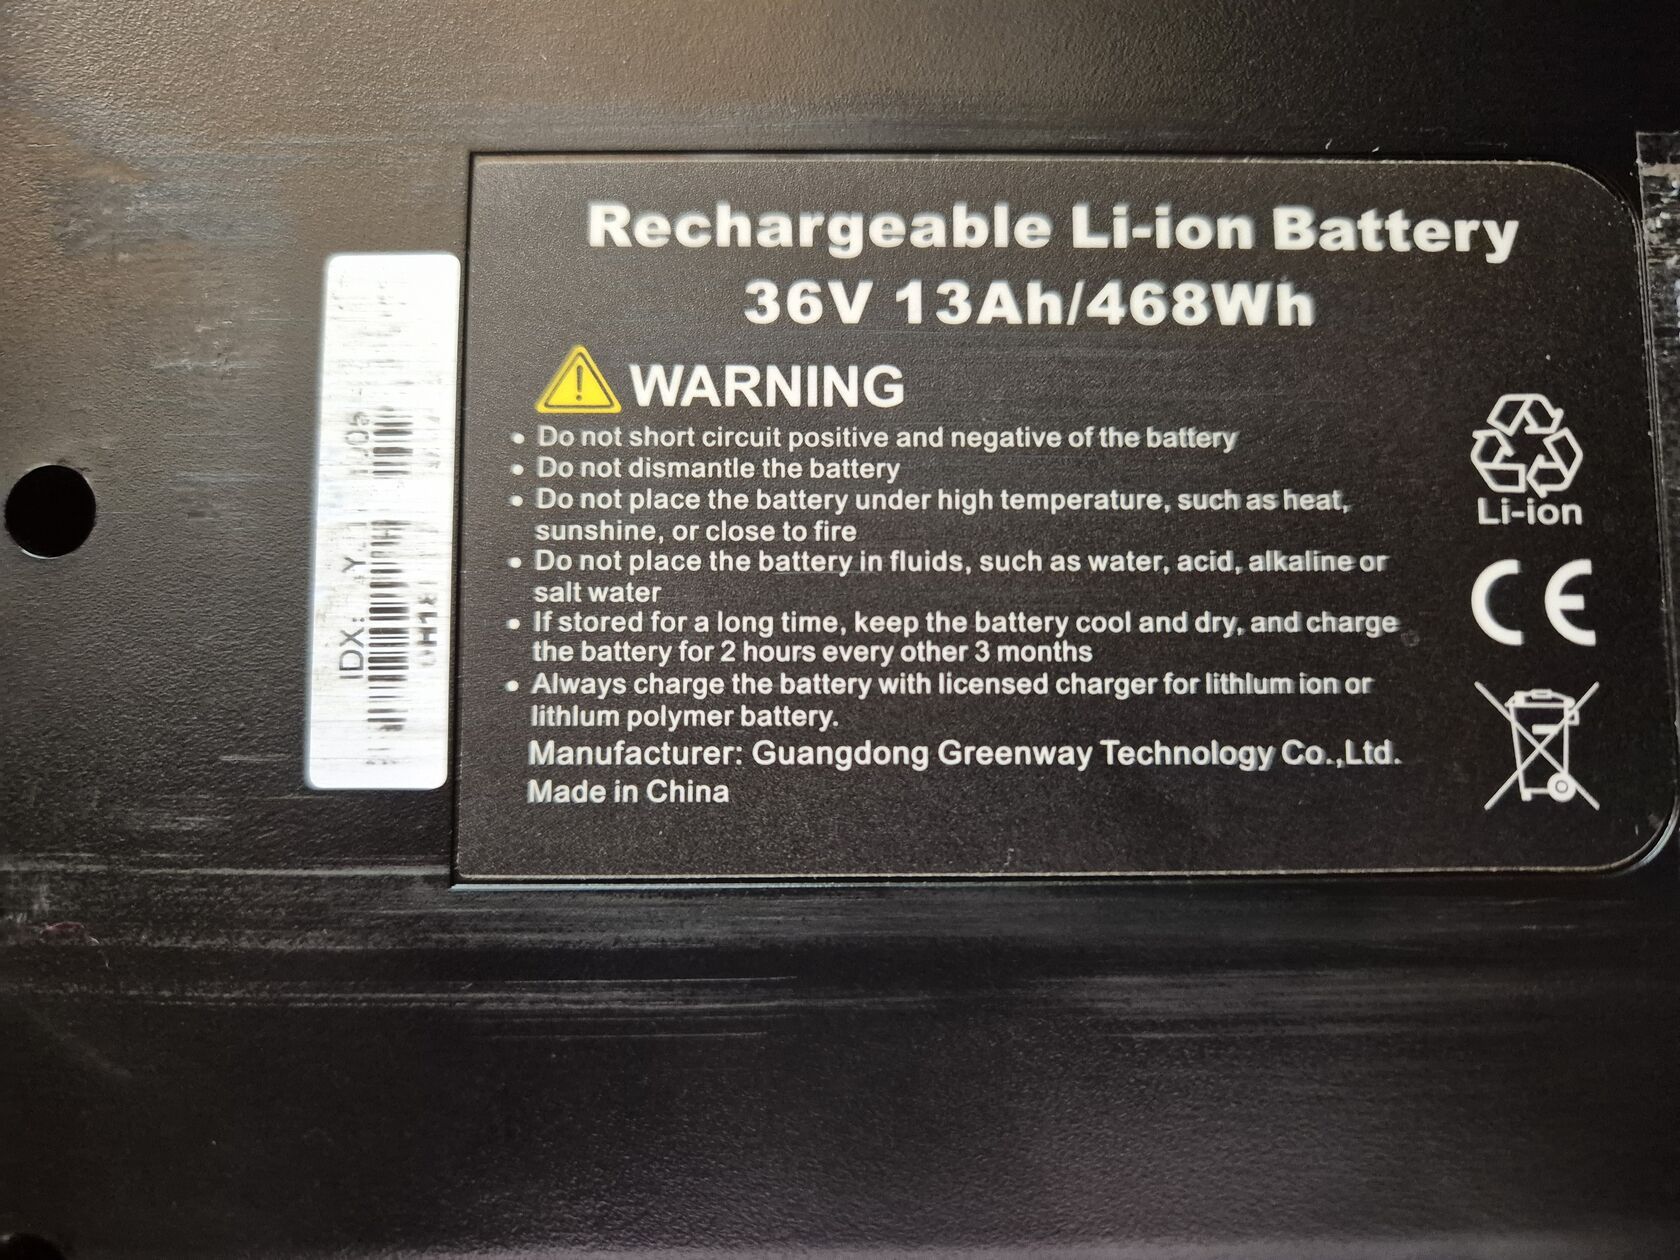 Rechargeable Li-ion Battery
36V 13Ah/468Wh
WARNING
• Do not short circuit positive and negative of the battery
• Do not dismantle the battery
• Do not place the battery under high temperature, such as heat,
sunshine, or close to fire
• Do not place the battery in fluids, such as water, acid, alkaline or
salt water
• If stored for a long time, keep the battery cool and dry, and charge
the battery for 2 hours every other 3 months
• Always charge the battery with licensed charger for lithlum ion or
lithlum polymer battery.
Manufacturer: Guangdong Greenway Technology Co.,Ltd.
Made in China
Li-ion
CE
IDX: